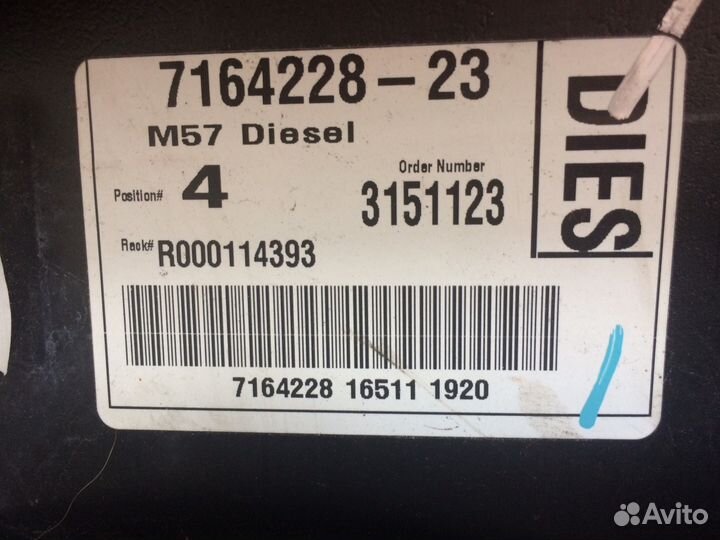 7164228-23
M57 Diesel
Position# 4
Order Number
3151123
Rack# R000114393
7164228 16511 1920
DIES
Avito